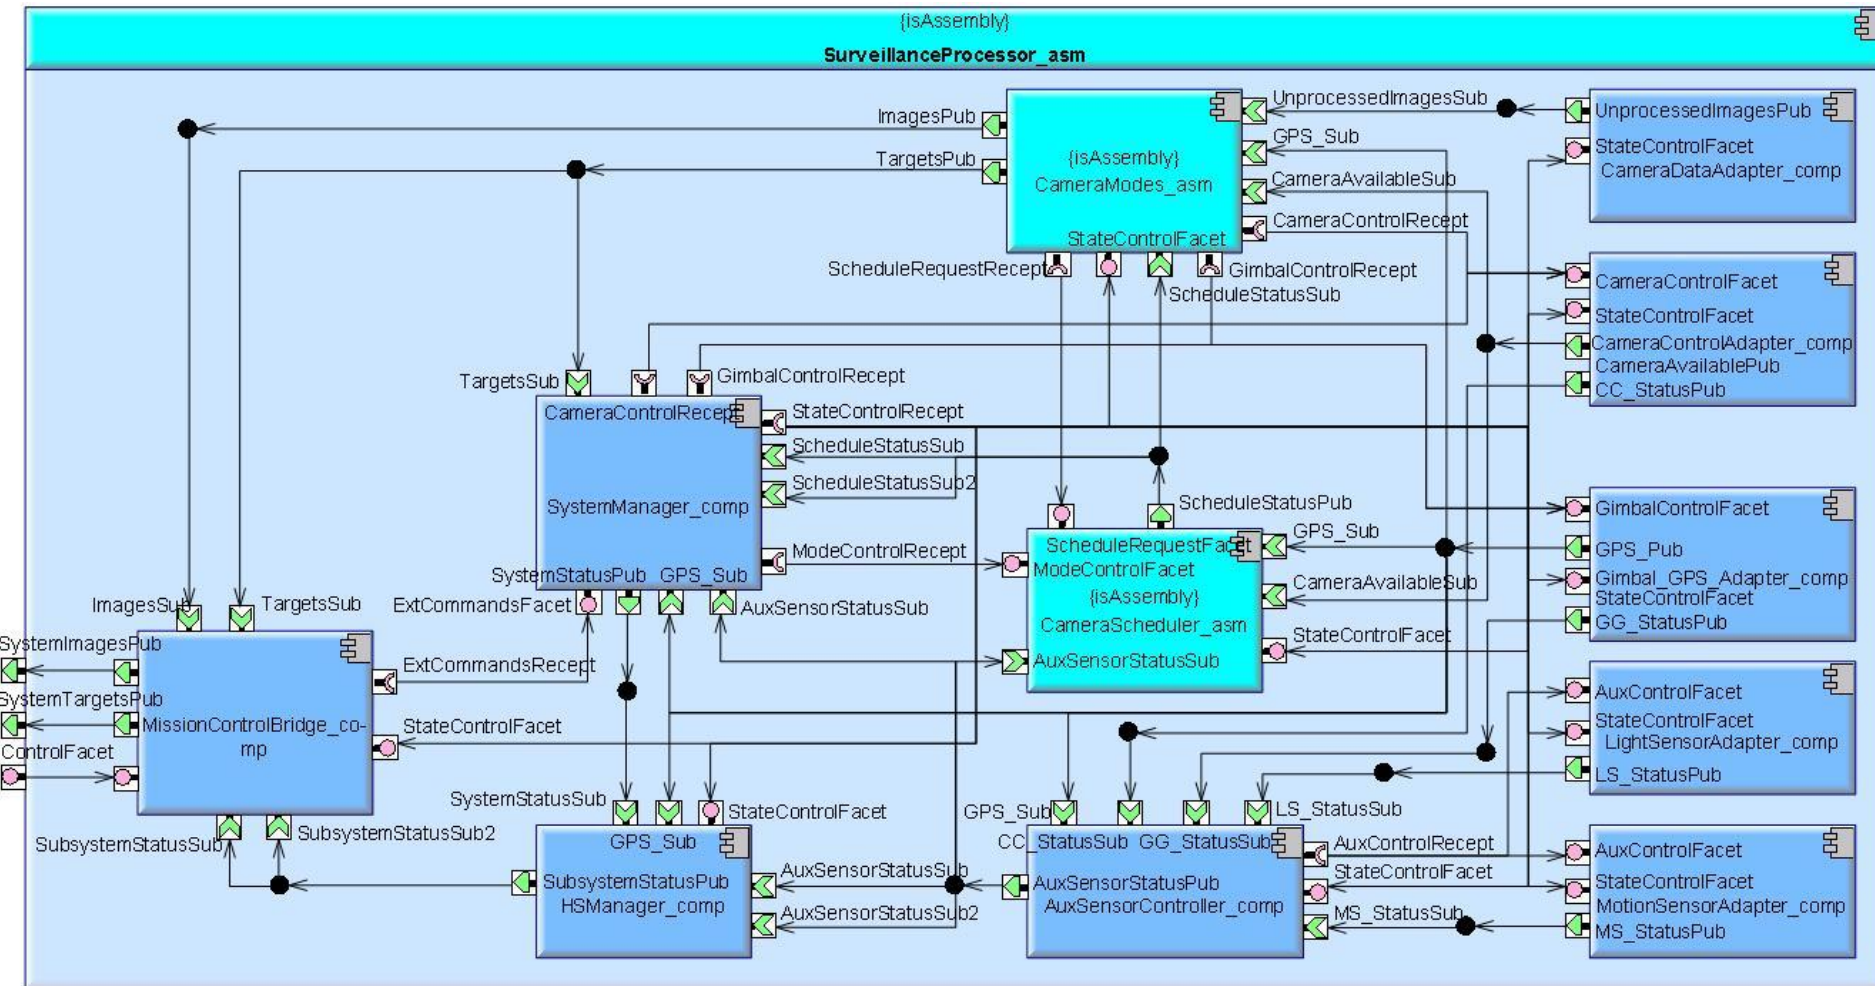 {isAssembly}
SurveillanceProcessor_asm
ImagesPub
TargetsPub
{isAssembly}
CameraModes_asm
StateControlFacet
UnprocessedImagesSub
GPS_Sub
CameraAvailableSub
CameraControlRecept
ScheduleRequestRecept
GimbalControlRecept
ScheduleStatusSub
UnprocessedImagesPub
StateControlFacet
CameraDataAdapter_comp
CameraControlFacet
StateControlFacet
CameraControlAdapter_comp
CameraAvailablePub
CC_StatusPub
TargetsSub
GimbalControlRecept
CameraControlRecept
StateControlRecept
ScheduleStatusSub
ScheduleStatusSub2
SystemManager_comp
ModeControlRecept
SystemStatusPub
GPS_Sub
ExtCommandsFacet
AuxSensorStatusSub
ScheduleStatusPub
ScheduleRequestFacet
ModeControlFacet
{isAssembly}
CameraScheduler_asm
AuxSensorStatusSub
GPS_Sub
CameraAvailableSub
StateControlFacet
GimbalControlFacet
GPS_Pub
Gimbal_GPS_Adapter_comp
StateControlFacet
GG_StatusPub
ImagesSub
TargetsSub
SystemImagesPub
SystemTargetsPub
ControlFacet
MissionControlBridge_co-
mp
ExtCommandsRecept
StateControlFacet
SubsystemStatusSub
SubsystemStatusSub2
AuxControlFacet
StateControlFacet
LightSensorAdapter_comp
LS_StatusPub
SystemStatusSub
StateControlFacet
GPS_Sub
SubsystemStatusPub
HSManager_comp
AuxSensorStatusSub
AuxSensorStatusSub2
GPS_Sub
LS_StatusSub
CC_StatusSub
GG_StatusSub
AuxSensorStatusPub
AuxSensorController_comp
AuxControlRecept
StateControlFacet
MS_StatusSub
AuxControlFacet
StateControlFacet
MotionSensorAdapter_comp
MS_StatusPub